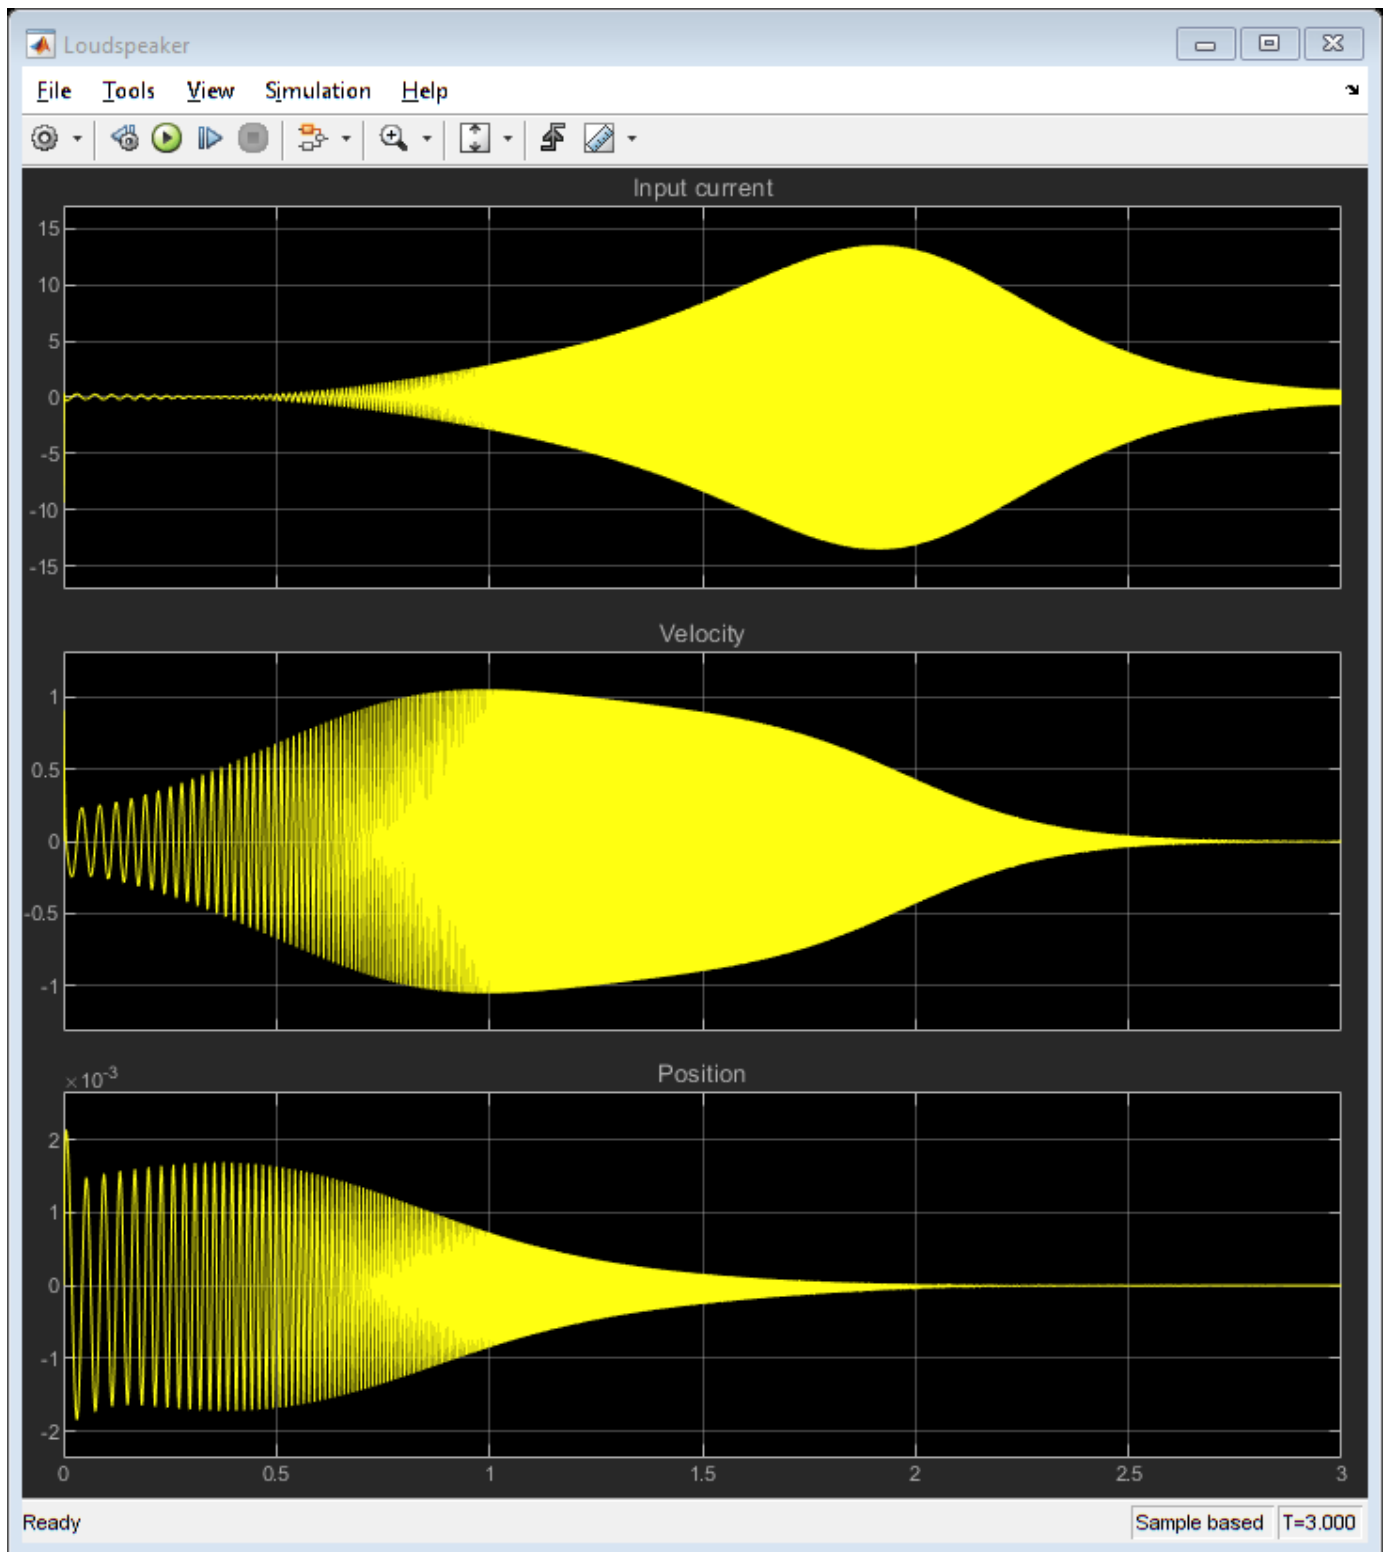 Loudspeaker
File Tools View Simulation Help
Input current
15
10
5
0
-5
-10
-15
Velocity
1
0.5
0
-0.5
-1
×10-3
Position
2
1
0
-1
-2
0 0.5 1 1.5 2 2.5 3
Ready Sample based T=3.000